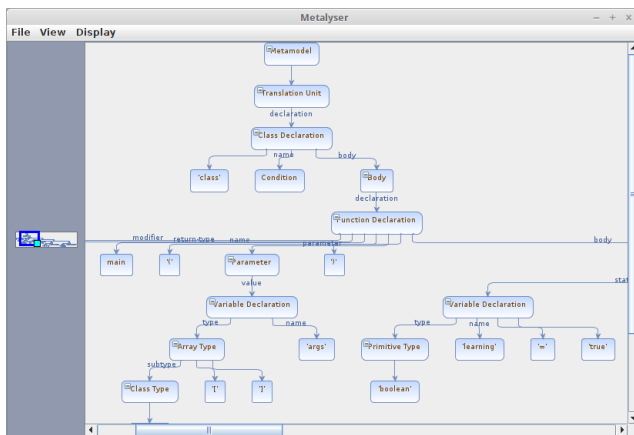 Metalyser
File View Display
Metamodel
Translation Unit
declaration
Class Declaration
name body
'class' Condition Body
declaration
Function Declaration
modifier return-type name parameter body
main '(' Parameter ')'
value stat
Variable Declaration Variable Declaration
type name type name
Array Type 'args' Primitive Type 'learning' '=' 'true'
subtype
Class Type '[' ']' 'boolean'